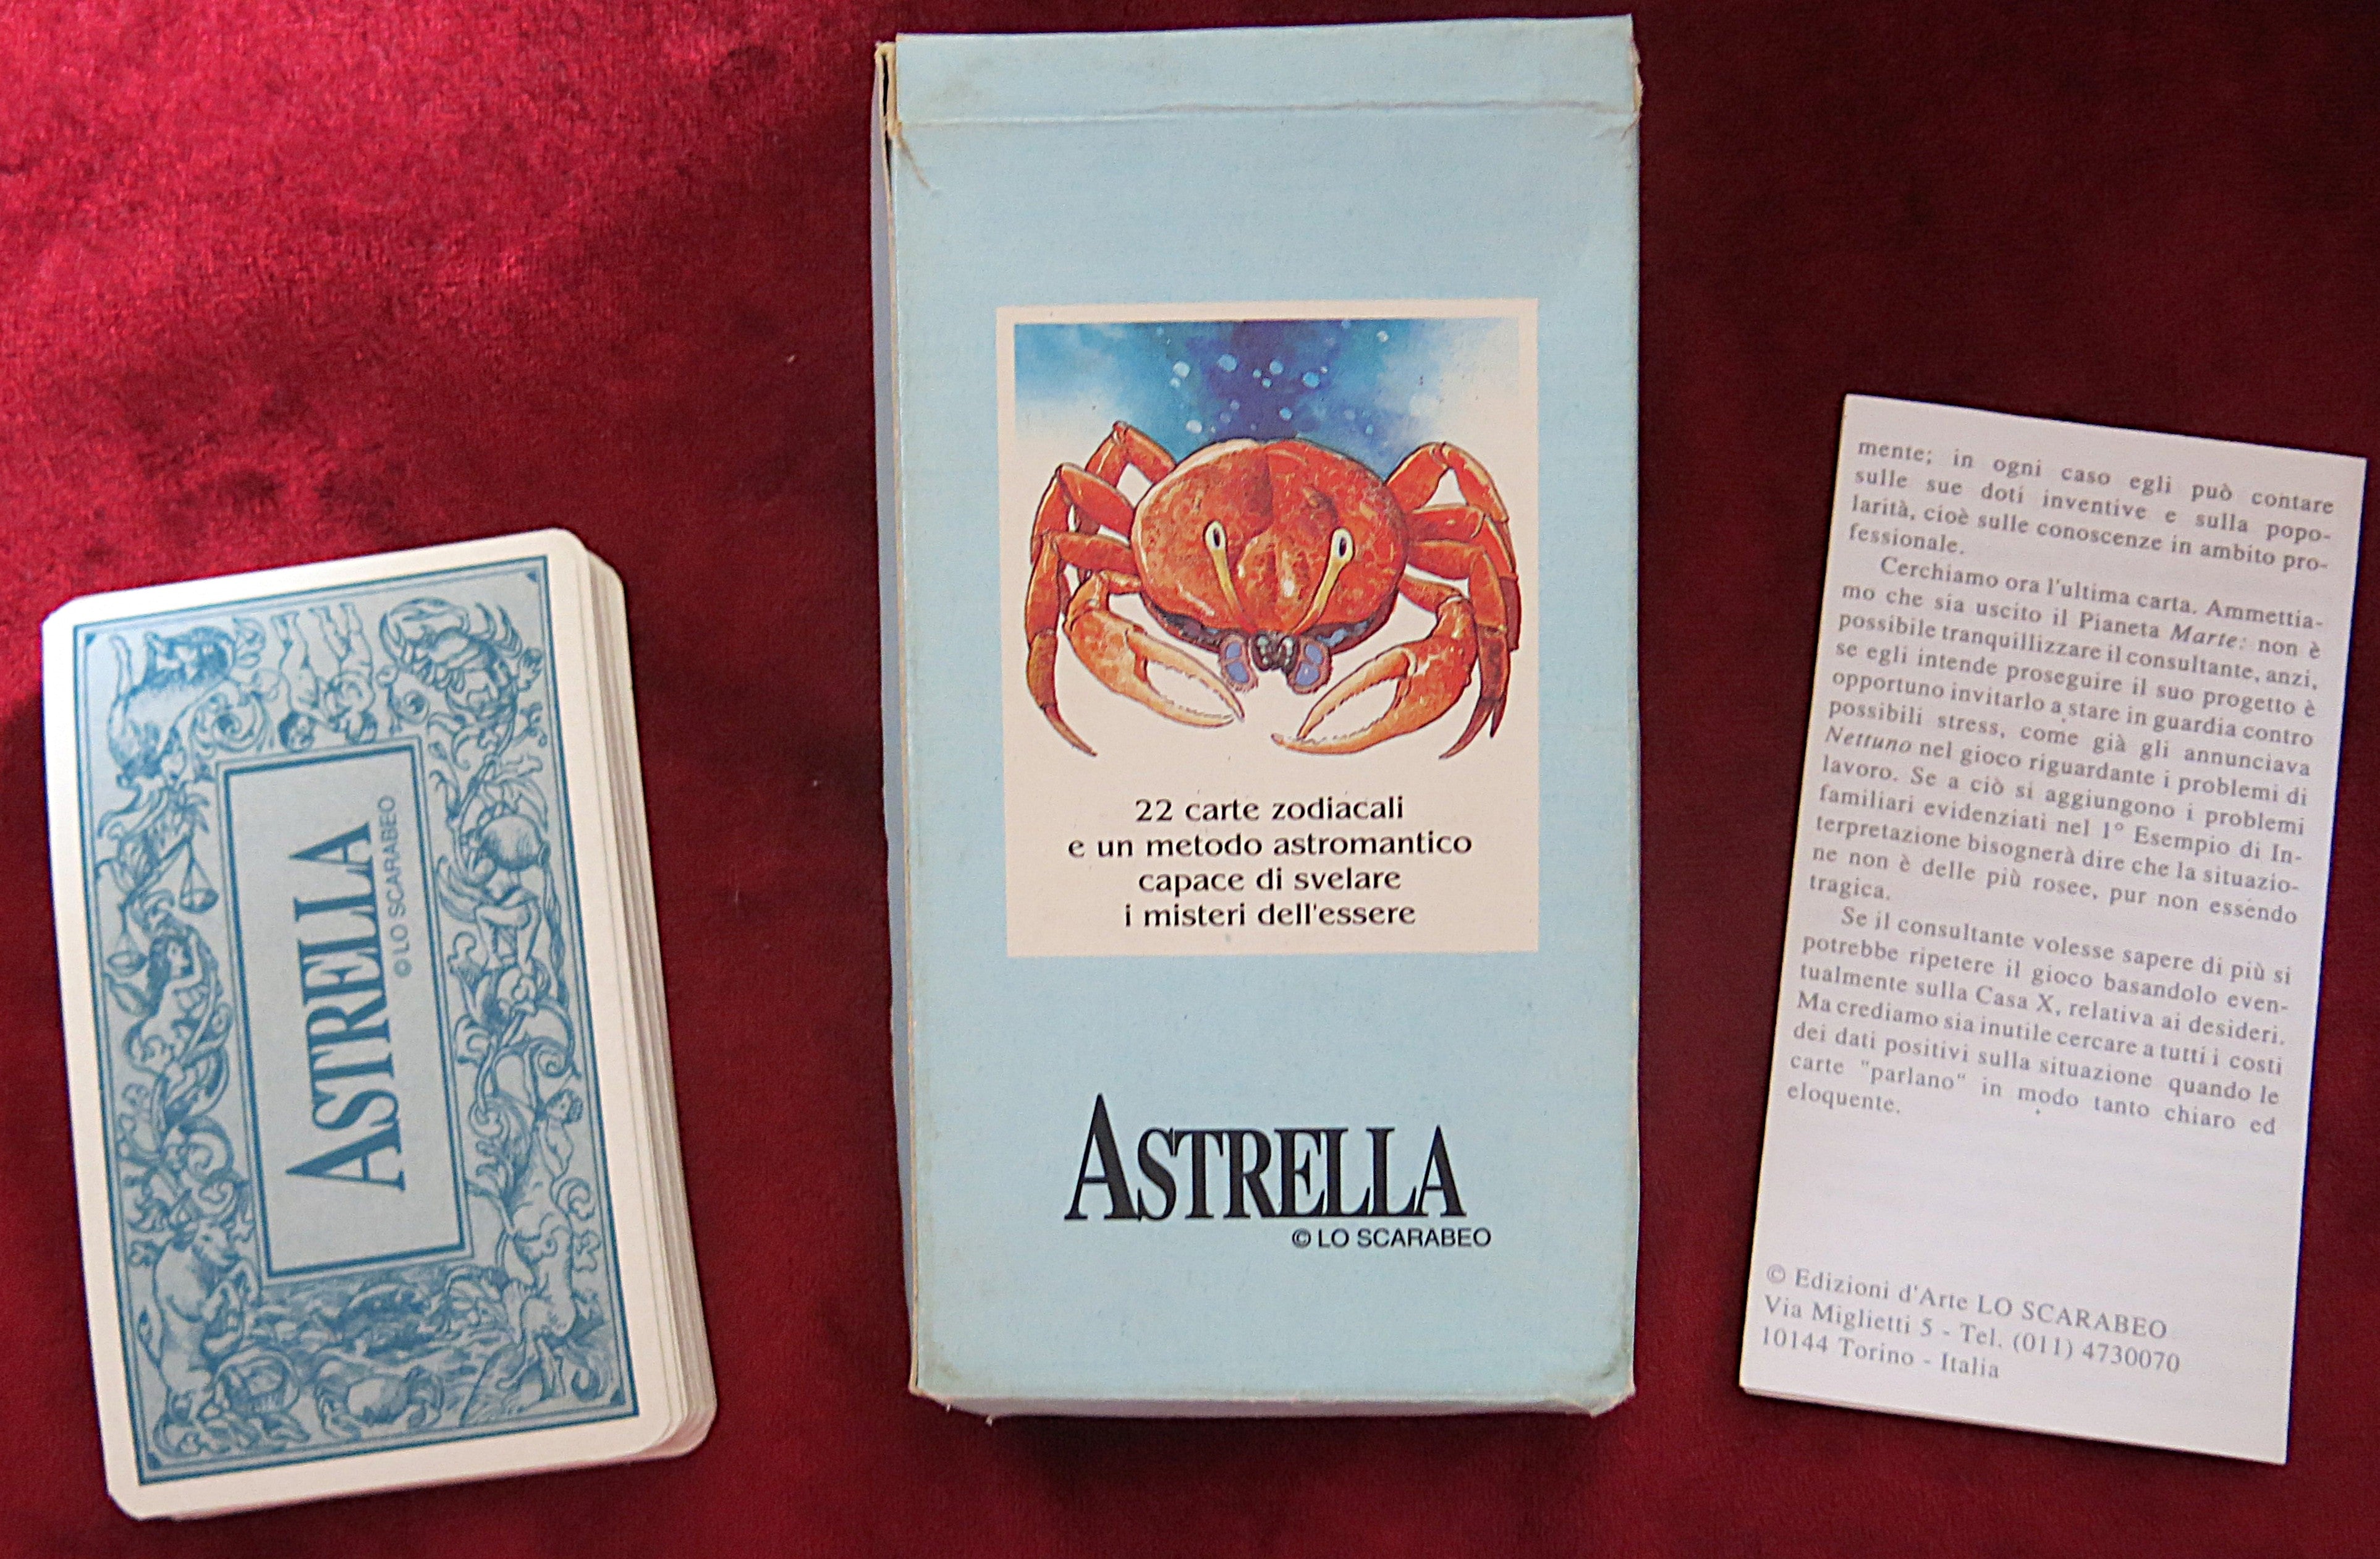 ASTRELLA
© LO SCARABEO
22 carte zodiacali
e un metodo astromantico
capace di svelare
i misteri dell'essere
ASTRELLA
© LO SCARABEO
mente; in ogni caso egli può contare
sulle sue doti inventive e sulla popo-
larità, cioè sulle conoscenze in ambito pro-
fessionale.
Cerchiamo ora l'ultima carta. Ammettia-
mo che sia uscito il Pianeta Marte: non è
possibile tranquillizzare il consultante, anzi,
se egli intende proseguire il suo progetto è
opportuno invitarlo a stare in guardia contro
possibili stress, come già gli annunciava
Nettuno nel gioco riguardante i problemi di
lavoro. Se a ciò si aggiungono i problemi
familiari evidenziati nel 1° Esempio di In-
terpretazione bisognerà dire che la situazio-
ne non è delle più rosee, pur non essendo
tragica.
Se il consultante volesse sapere di più si
potrebbe ripetere il gioco basandolo even-
tualmente sulla Casa X, relativa ai desideri.
Ma crediamo sia inutile cercare a tutti i costi
dei dati positivi sulla situazione quando le
carte "parlano" in modo tanto chiaro ed
eloquente.
© Edizioni d'Arte LO SCARABEO
Via Miglietti 5 - Tel. (011) 4730070
10144 Torino - Italia